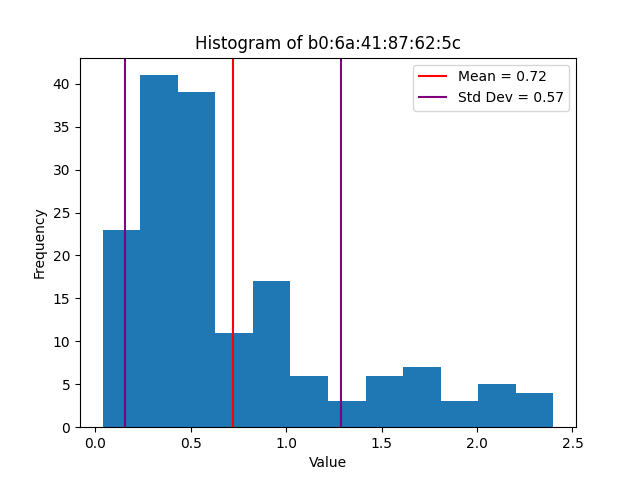 Histogram of b0:6a:41:87:62:5c
Mean = 0.72
Std Dev = 0.57
40
35
30
25
20
15
10
5
0
Frequency
0.0 0.5 1.0 1.5 2.0 2.5
Value